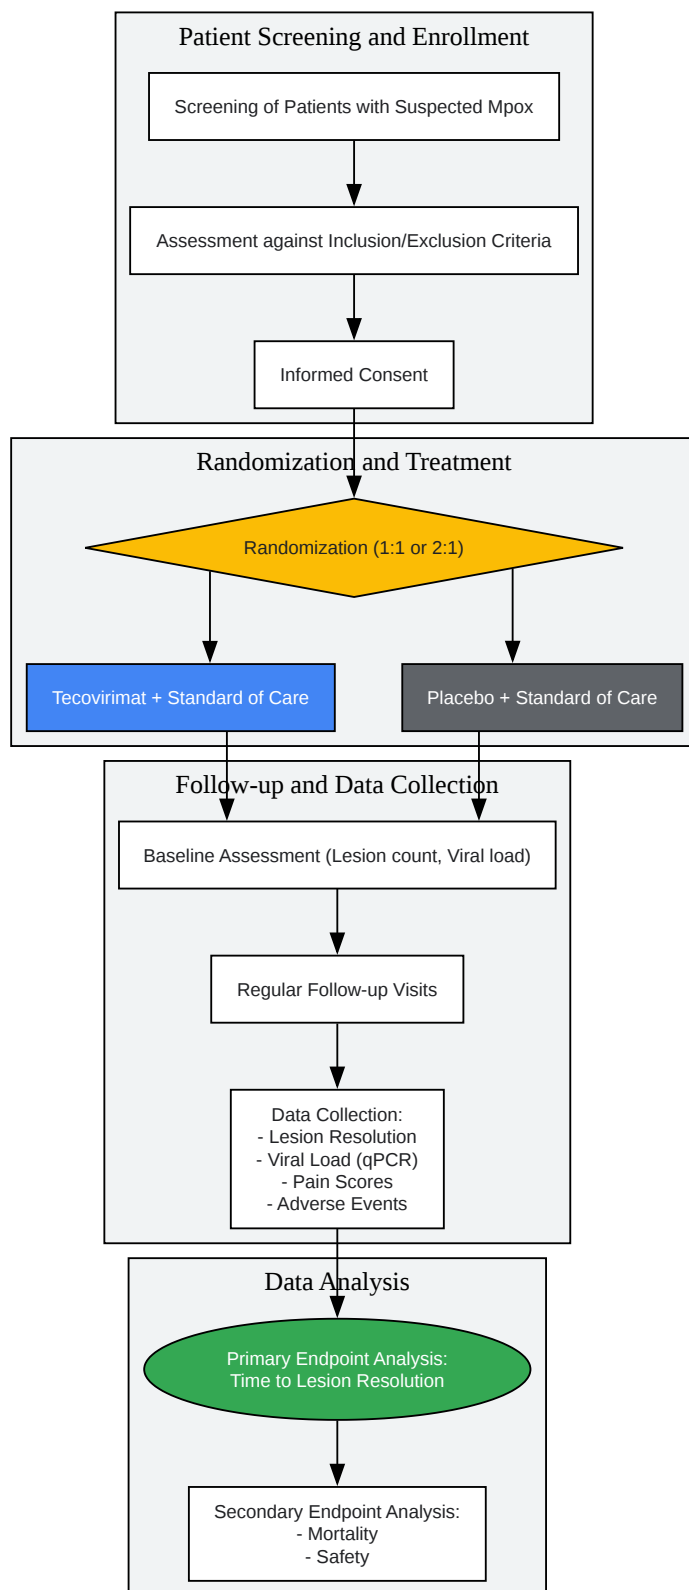 Patient Screening and Enrollment
Screening of Patients with Suspected Mpox
Assessment against Inclusion/Exclusion Criteria
Informed Consent
Randomization and Treatment
Randomization (1:1 or 2:1)
Tecovirimat + Standard of Care
Placebo + Standard of Care
Follow-up and Data Collection
Baseline Assessment (Lesion count, Viral load)
Regular Follow-up Visits
Data Collection:
- Lesion Resolution
- Viral Load (qPCR)
- Pain Scores
- Adverse Events
Data Analysis
Primary Endpoint Analysis:
Time to Lesion Resolution
Secondary Endpoint Analysis:
- Mortality
- Safety